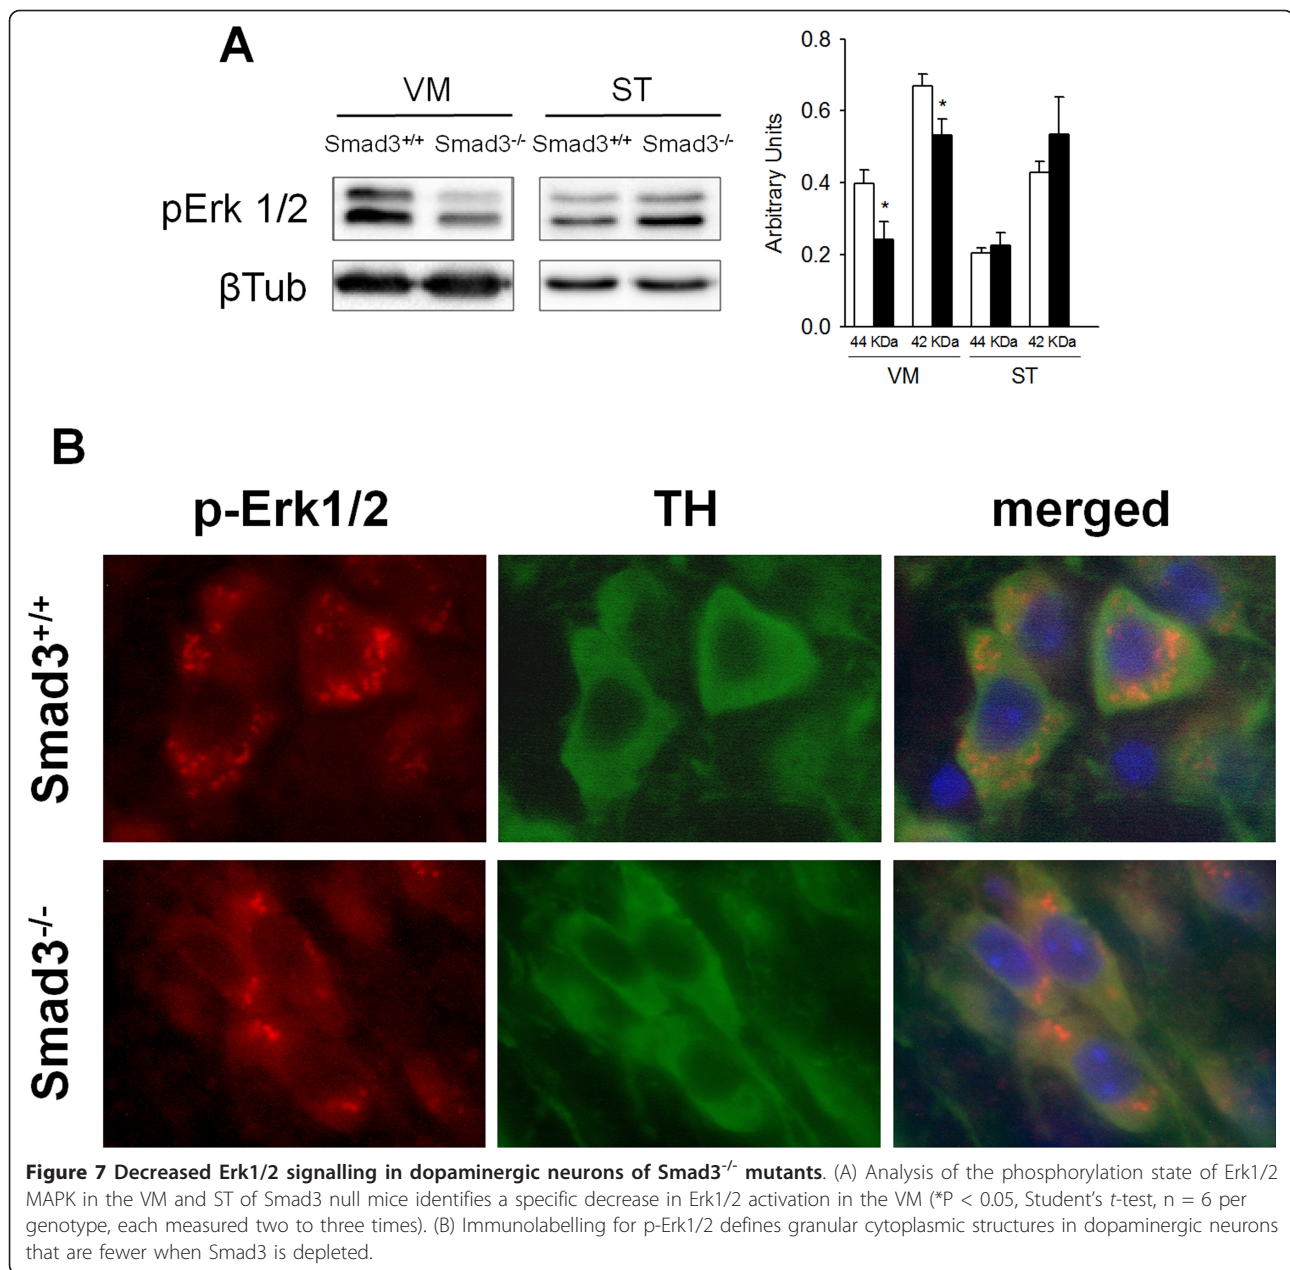 A
VM ST
Smad3+/+ Smad3-/- Smad3+/+ Smad3-/-
pErk 1/2
βTub
Arbitrary Units
0.8
0.6
0.4
0.2
0.0
* *
44 KDa 42 KDa 44 KDa 42 KDa
VM ST
B
p-Erk1/2 TH merged
Smad3+/+
Smad3-/-
Figure 7 Decreased Erk1/2 signalling in dopaminergic neurons of Smad3-/- mutants. (A) Analysis of the phosphorylation state of Erk1/2
MAPK in the VM and ST of Smad3 null mice identifies a specific decrease in Erk1/2 activation in the VM (*P < 0.05, Student's t-test, n = 6 per
genotype, each measured two to three times). (B) Immunolabelling for p-Erk1/2 defines granular cytoplasmic structures in dopaminergic neurons
that are fewer when Smad3 is depleted.